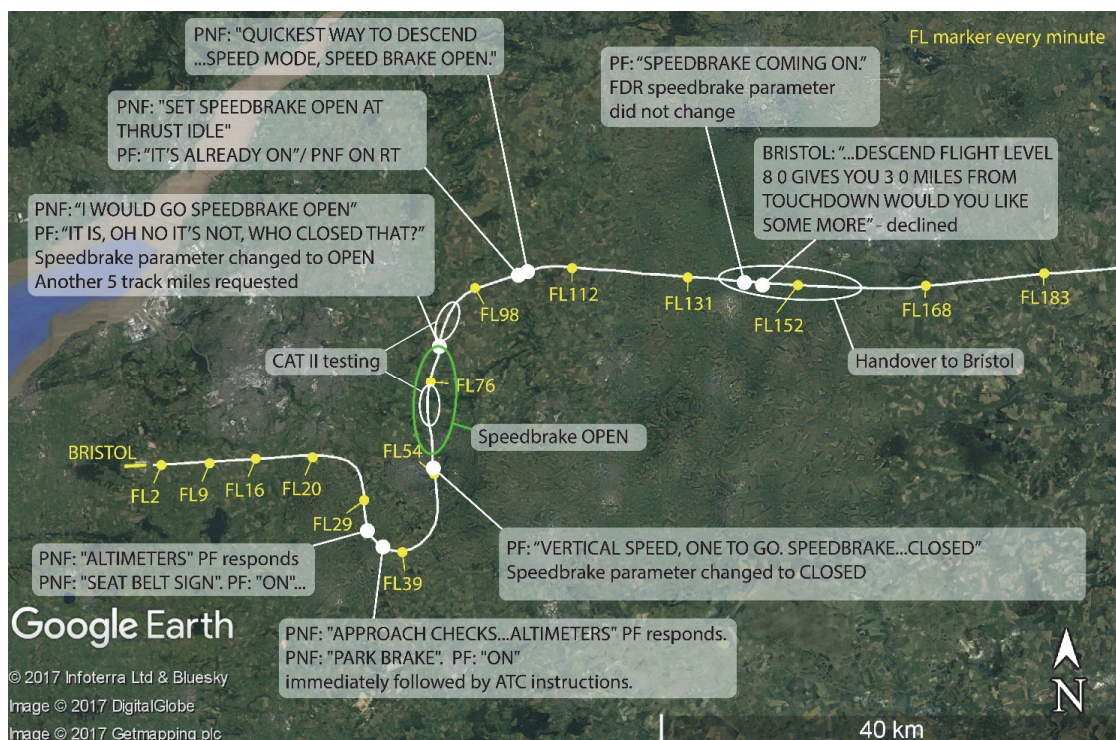 PNF: "QUICKEST WAY TO DESCEND
...SPEED MODE, SPEED BRAKE OPEN."
FL marker every minute
PF: “SPEEDBRAKE COMING ON.”
FDR speedbrake parameter
did not change
PNF: "SET SPEEDBRAKE OPEN AT
THRUST IDLE"
PF: “IT’S ALREADY ON”/ PNF ON RT
BRISTOL: “...DESCEND FLIGHT LEVEL
8 0 GIVES YOU 3 0 MILES FROM
TOUCHDOWN WOULD YOU LIKE
SOME MORE” - declined
PNF: “I WOULD GO SPEEDBRAKE OPEN”
PF: “IT IS, OH NO IT’S NOT, WHO CLOSED THAT?”
Speedbrake parameter changed to OPEN
Another 5 track miles requested
FL98
FL112
FL131
FL152
FL168
FL183
CAT II testing
Handover to Bristol
FL76
Speedbrake OPEN
BRISTOL
FL54
FL2
FL9
FL16
FL20
FL29
FL39
PNF: "ALTIMETERS" PF responds
PNF: "SEAT BELT SIGN". PF: "ON"...
PF: “VERTICAL SPEED, ONE TO GO. SPEEDBRAKE...CLOSED”
Speedbrake parameter changed to CLOSED
PNF: "APPROACH CHECKS...ALTIMETERS" PF responds.
PNF: "PARK BRAKE". PF: "ON"
immediately followed by ATC instructions.
Google Earth
© 2017 Infoterra Ltd & Bluesky
Image © 2017 DigitalGlobe
Image © 2017 Getmapping plc
N
40 km